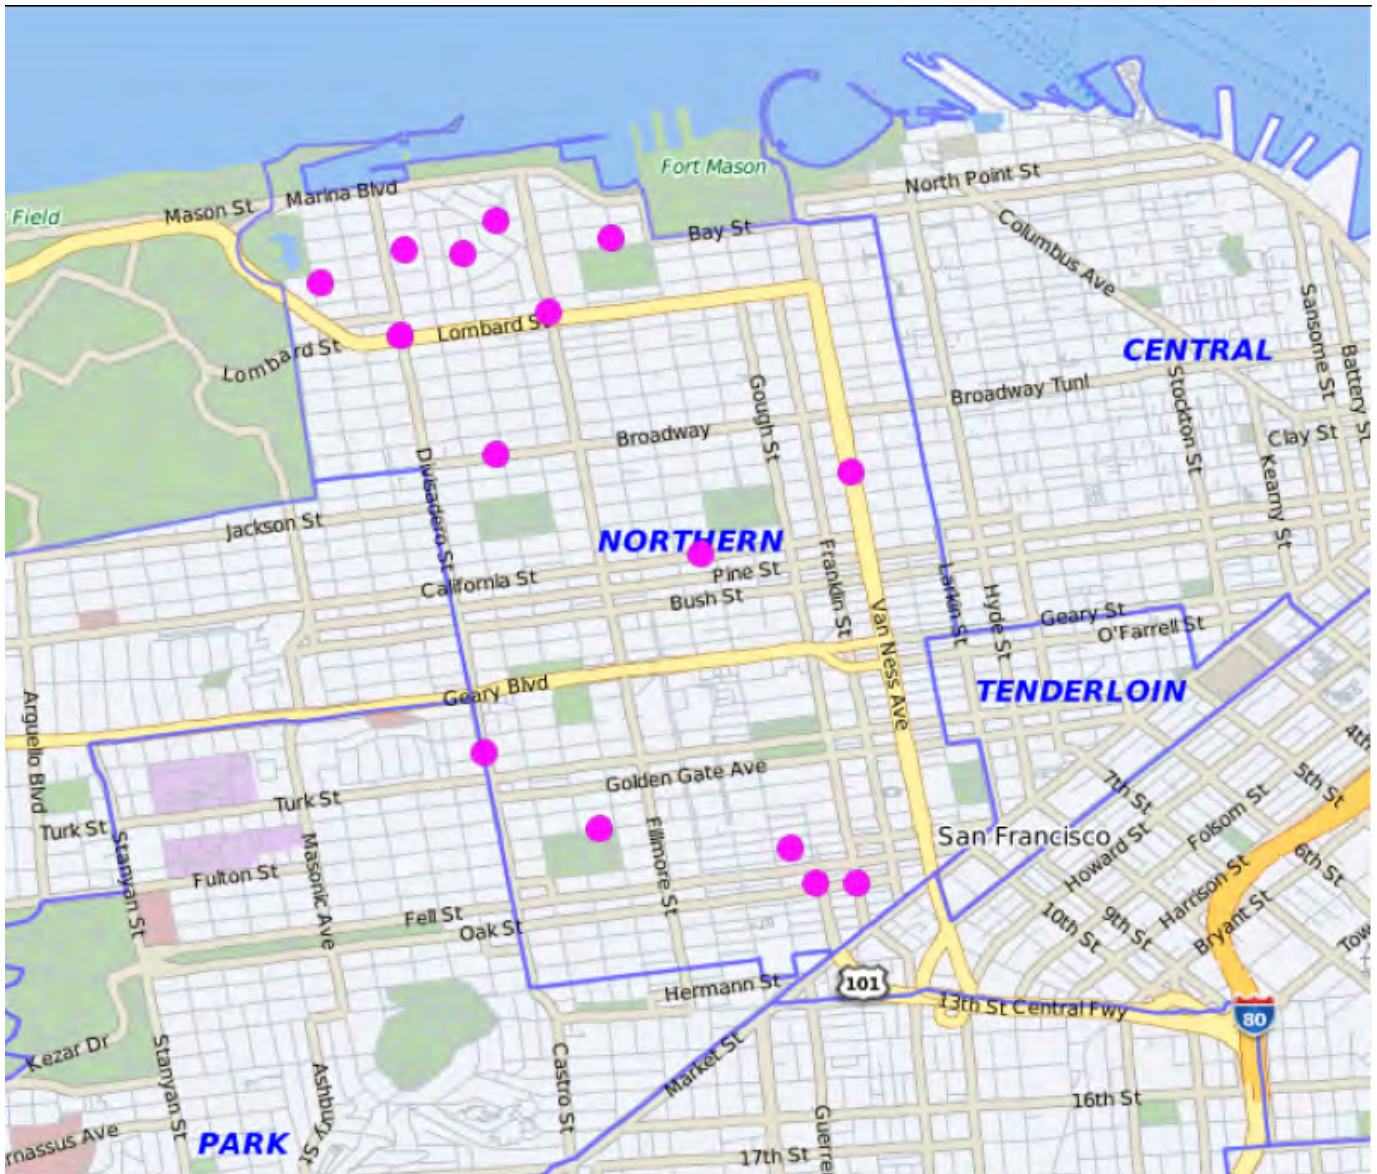 Fort Mason
North Point St
Marina Blvd
Mason St
Field
Bay St
Columbus Ave
Lombard St
Lombard St
CENTRAL
Sansome St
Battery St
Stockton St
Broadway Tunl
Gough St
Broadway
Clay St
Kearny St
Divisadero St
Jackson St
NORTHERN
Pine St
California St
Bush St
Franklin St
Larkin St
Hyde St
Van Ness Ave
Geary St
O'Farrell St
TENDERLOIN
Geary Blvd
Arguello Blvd
4th
5th St
Golden Gate Ave
7th St
Turk St
Folsom St
Turk St
San Francisco
Howard St
6th St
Stanyan St
Masonic Ave
Fillmore St
Fulton St
Harrison St
Fell St
Oak St
10th St
9th St
Bryant St
Tow
Hermann St
101
13th St Central Fwy
80
Kezar Dr
Stanyan St
Ashbury St
Castro St
Market St
16th St
Guerre
rnassus Ave
PARK
17th St